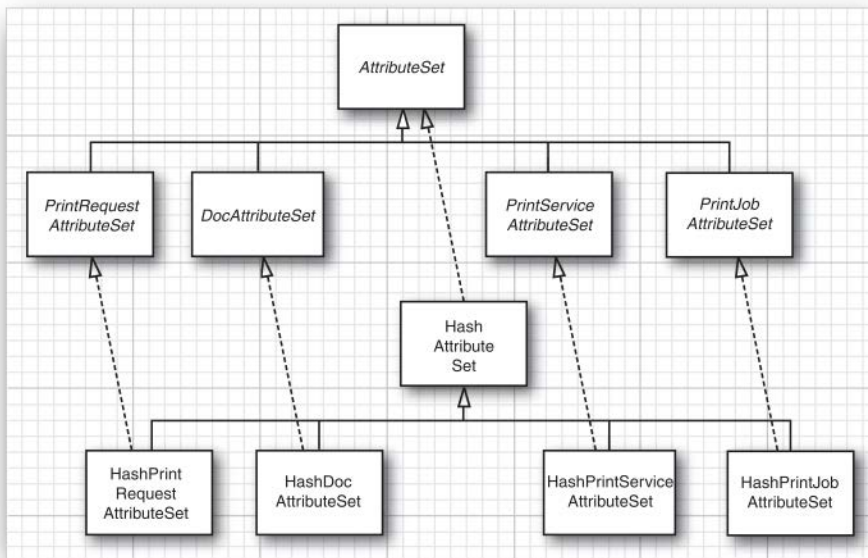 AttributeSet
PrintRequest
AttributeSet
DocAttributeSet
PrintService
AttributeSet
PrintJob
AttributeSet
Hash
Attribute
Set
HashPrint
Request
AttributeSet
HashDoc
AttributeSet
HashPrintService
AttributeSet
HashPrintJob
AttributeSet